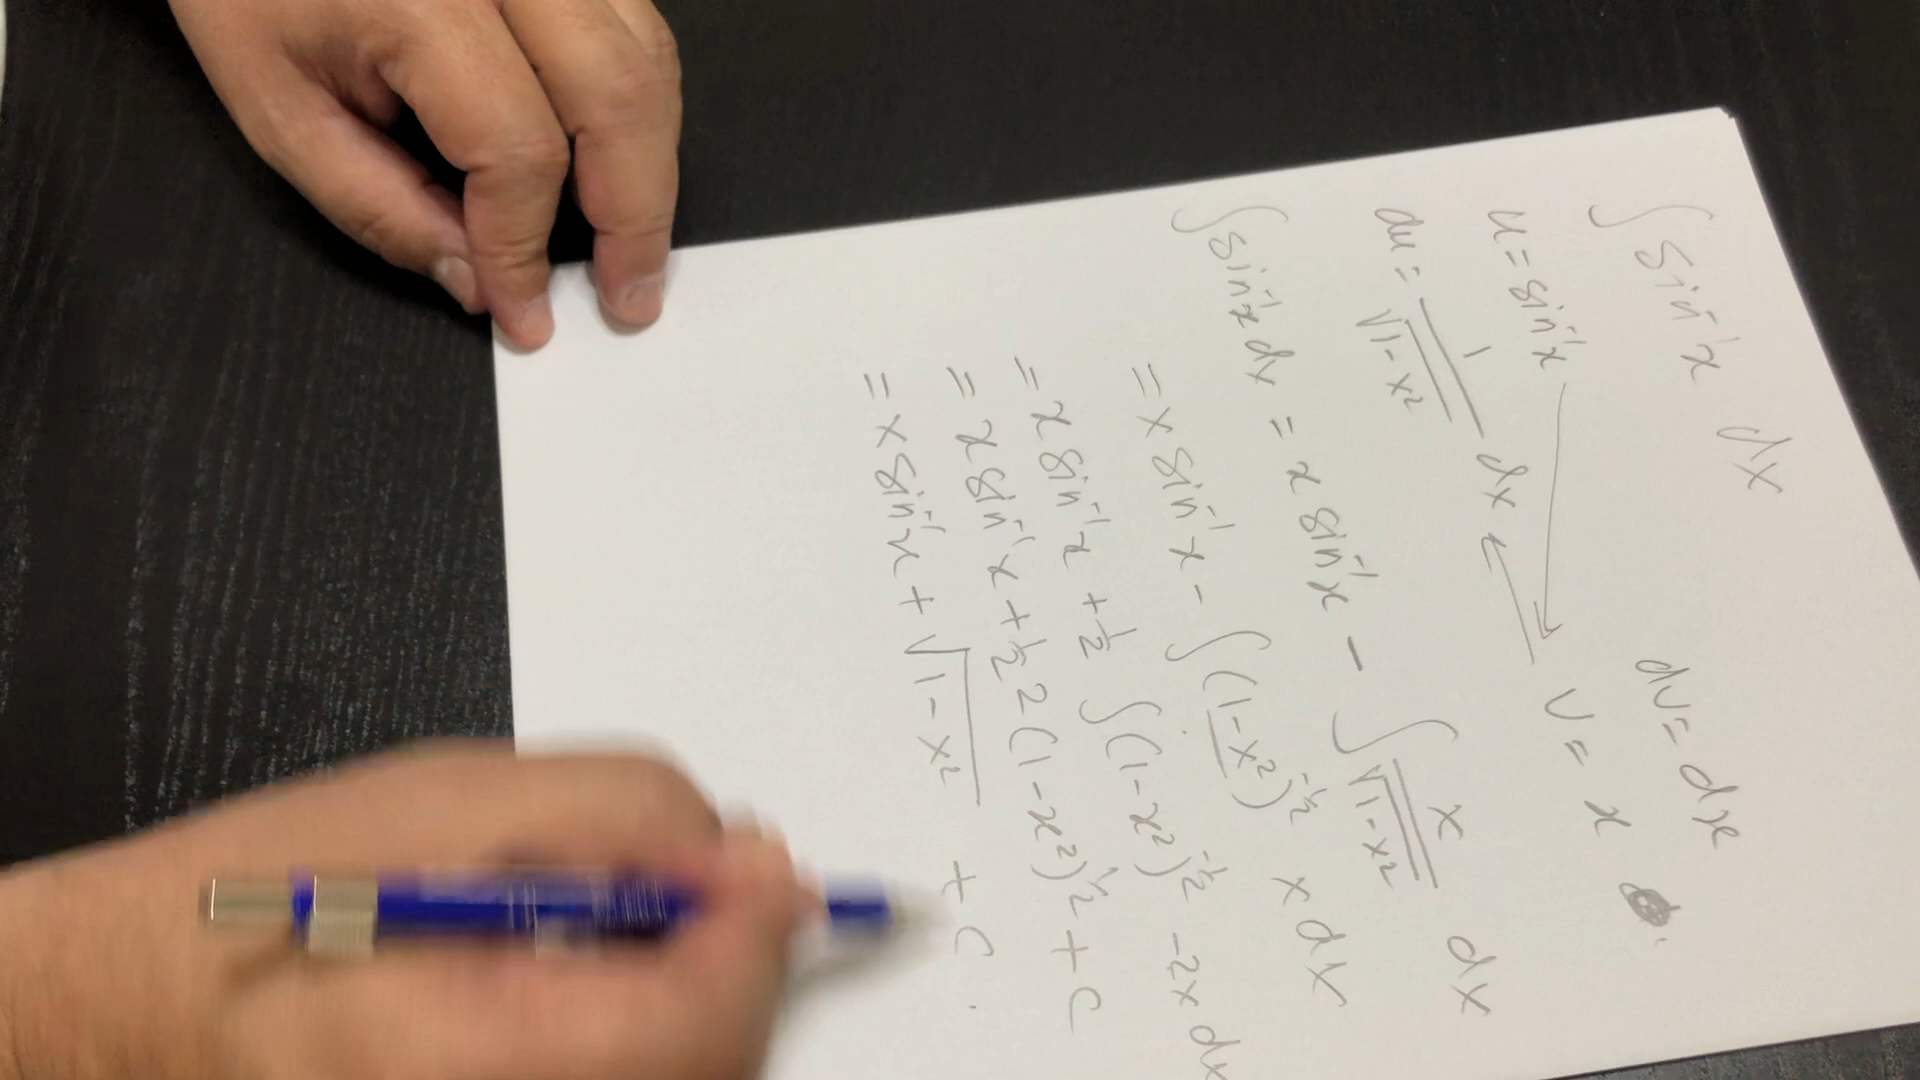 ∫ sin⁻¹x dx
u = sin⁻¹x dv = dx
du = 1/√(1-x²) dx v = x
∫ sin⁻¹x dx = x sin⁻¹x - ∫ x/√(1-x²) dx
= x sin⁻¹x - ∫ (1-x²)^(-1/2) x dx
= x sin⁻¹x + 1/2 ∫ (1-x²)^(-1/2) -2x dx
= x sin⁻¹x + 1/2 2(1-x²)^(1/2) + C
= x sin⁻¹x + √(1-x²) + C.